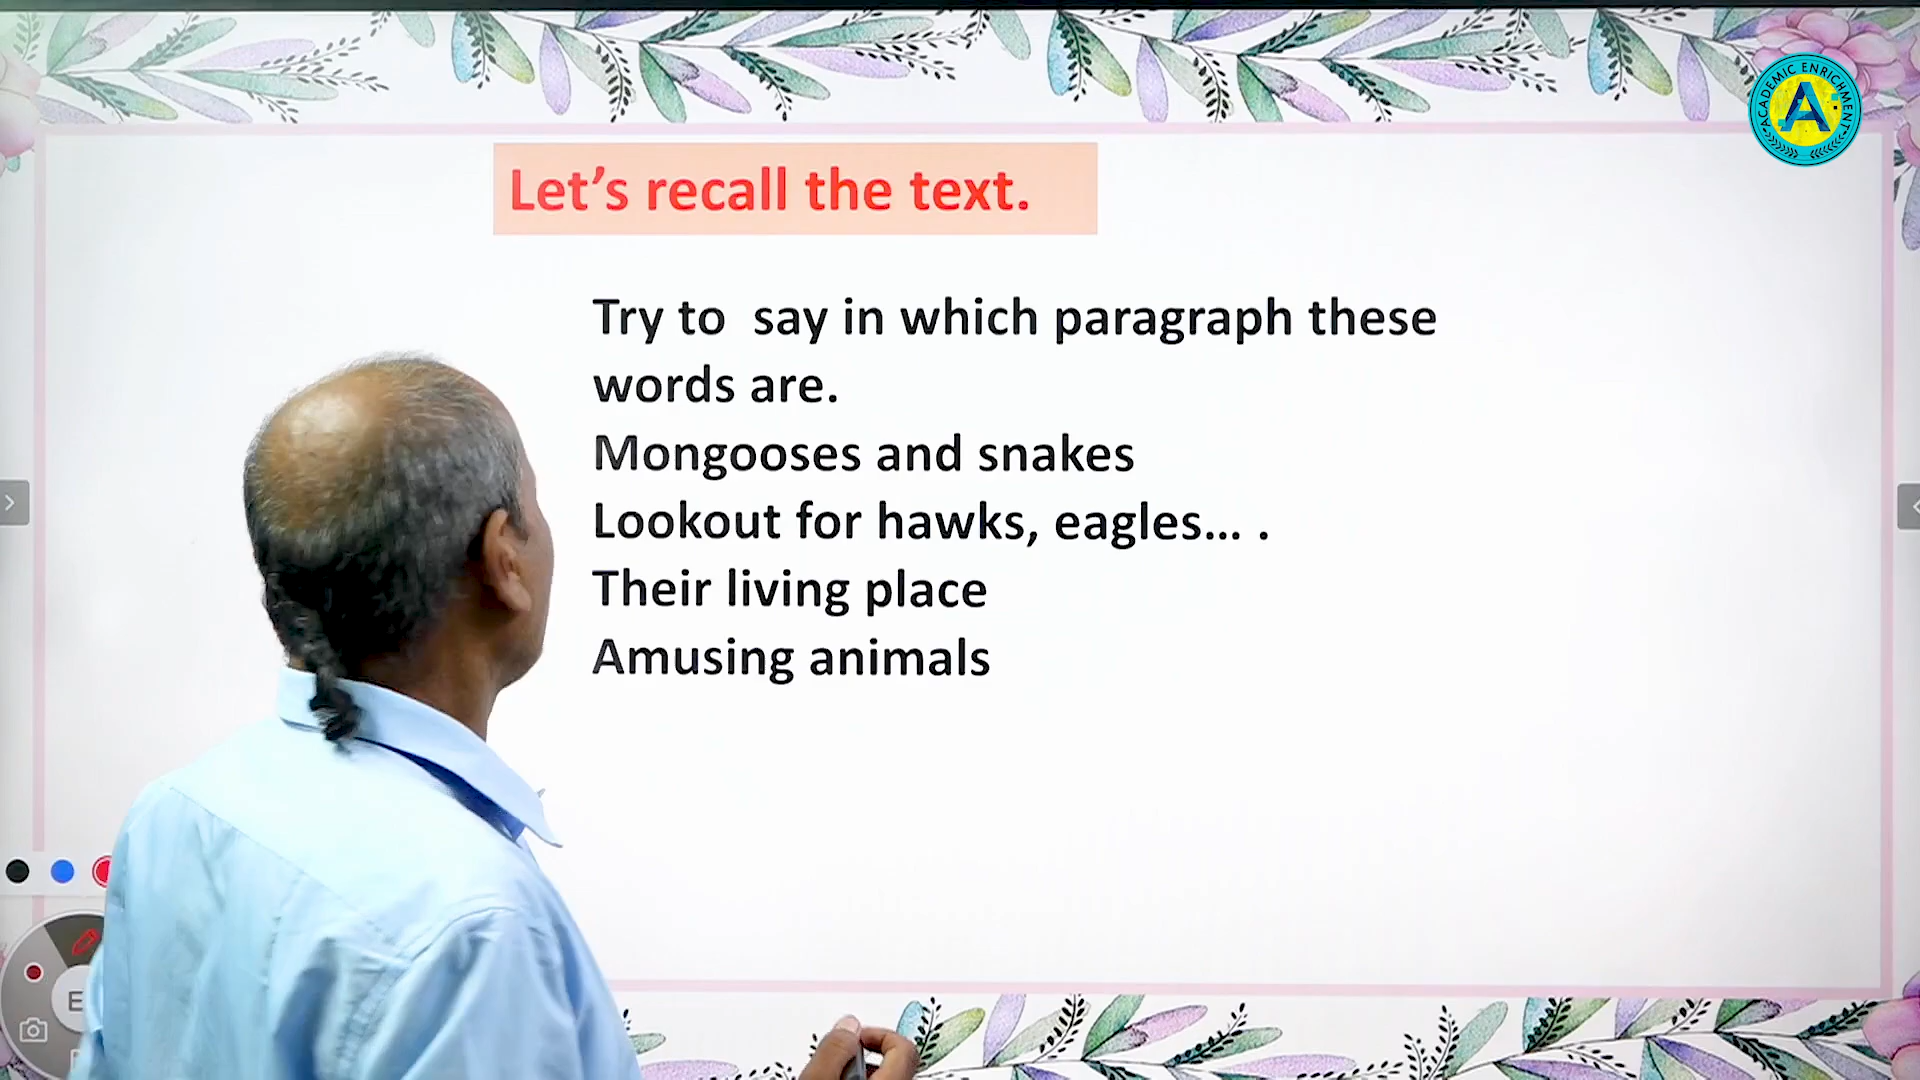 ACADEMIC ENRICHMENT
A
Let's recall the text.
Try to  say in which paragraph these
words are.
Mongooses and snakes
Lookout for hawks, eagles... .
Their living place
Amusing animals
E